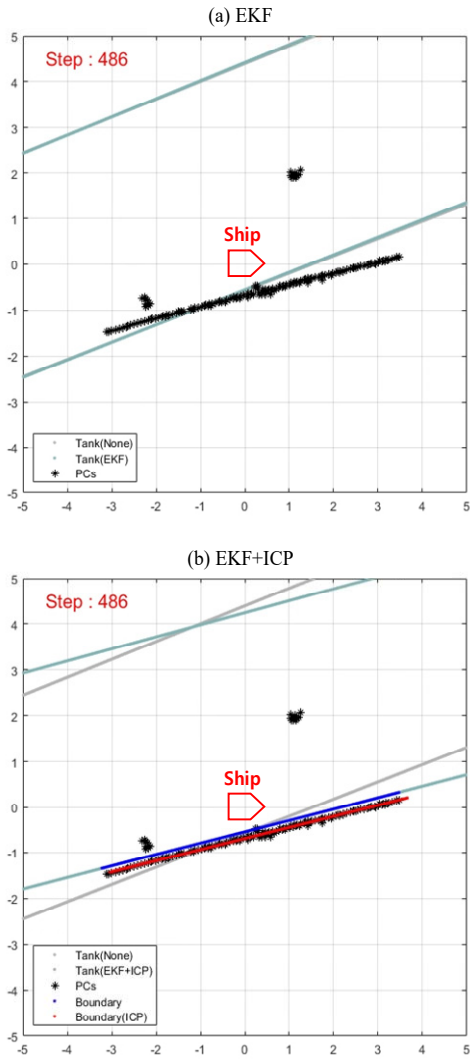 (a) EKF
5
Step : 486
4
3
2
1
Ship
0
-1
-2
-3
-4
Tank(None)
Tank(EKF)
PCs
-5
-5 -4 -3 -2 -1 0 1 2 3 4 5
(b) EKF+ICP
5
Step : 486
4
3
2
1
Ship
0
-1
-2
-3
Tank(None)
Tank(EKF+ICP)
-4
PCs
Boundary
Boundary(ICP)
-5
-5 -4 -3 -2 -1 0 1 2 3 4 5